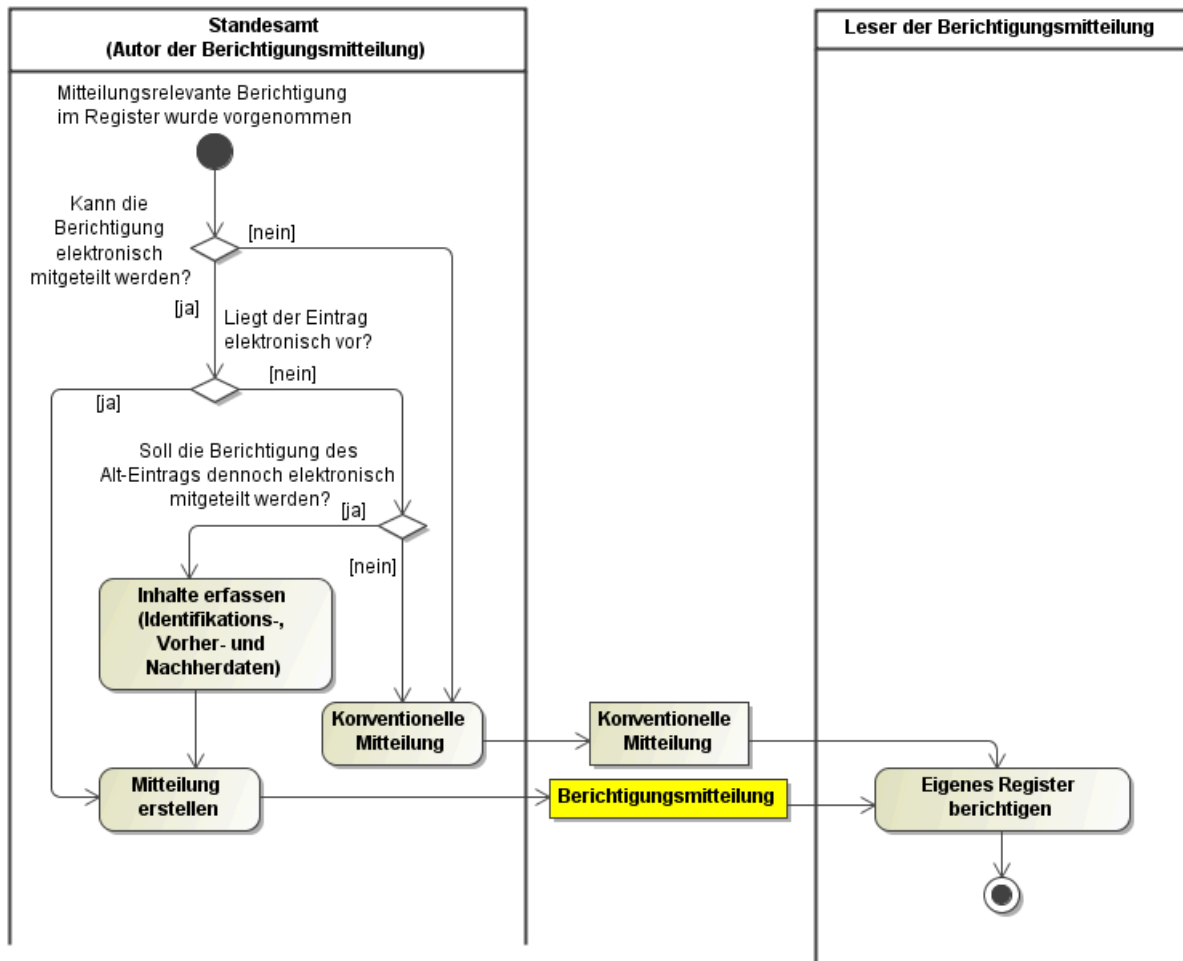 Standesamt
(Autor der Berichtigungsmitteilung)
Leser der Berichtigungsmitteilung
Mitteilungsrelevante Berichtigung
im Register wurde vorgenommen
Kann die
Berichtigung
elektronisch
mitgeteilt werden?
[nein]
[ja]
Liegt der Eintrag
elektronisch vor?
[nein]
[ja]
Soll die Berichtigung des
Alt-Eintrags dennoch elektronisch
mitgeteilt werden?
[ja]
[nein]
Inhalte erfassen
(Identifikations-,
Vorher- und
Nachherdaten)
Konventionelle
Mitteilung
Konventionelle
Mitteilung
Mitteilung
erstellen
Berichtigungsmitteilung
Eigenes Register
berichtigen